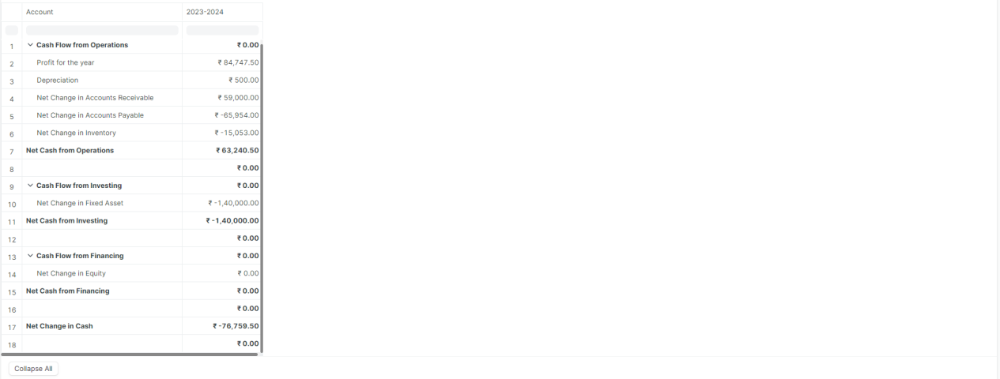 Account 2023-2024
1 Cash Flow from Operations ₹ 0.00
2 Profit for the year ₹ 84,747.50
3 Depreciation ₹ 500.00
4 Net Change in Accounts Receivable ₹ 59,000.00
5 Net Change in Accounts Payable ₹ -65,954.00
6 Net Change in Inventory ₹ -15,053.00
7 Net Cash from Operations ₹ 63,240.50
8 ₹ 0.00
9 Cash Flow from Investing ₹ 0.00
10 Net Change in Fixed Asset ₹ -1,40,000.00
11 Net Cash from Investing ₹ -1,40,000.00
12 ₹ 0.00
13 Cash Flow from Financing ₹ 0.00
14 Net Change in Equity ₹ 0.00
15 Net Cash from Financing ₹ 0.00
16 ₹ 0.00
17 Net Change in Cash ₹ -76,759.50
18 ₹ 0.00
Collapse All